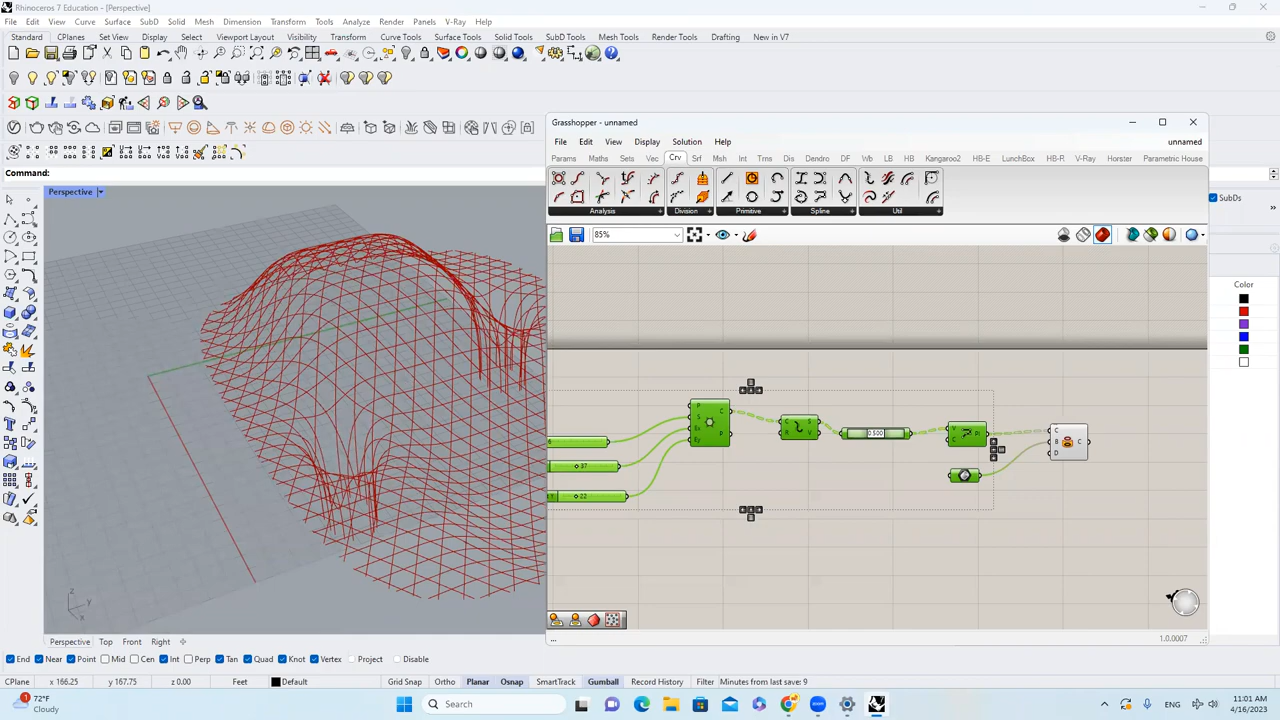 Rhinoceros 7 Education - [Perspective]
File Edit View Curve Surface SubD Solid Mesh Dimension Transform Tools Analyze Render Panels V-Ray Help
Standard CPlanes Set View Display Select Viewport Layout Visibility Transform Curve Tools Surface Tools Solid Tools SubD Tools Mesh Tools Render Tools Drafting New in V7
Command:
Perspective
Grasshopper - unnamed
File Edit View Display Solution Help unnamed
Params Maths Sets Vec Crv Srf Msh Int Trns Dis Dendro DF Wb LB HB Kangaroo2 HB-E LunchBox HB-R V-Ray Horster Parametric House
Analysis Division Primitive Spline Util
85%
SubDs
Color
P S Ex Ey C P
C R S V
0.500
V C Pl
C B D C
6
37
22
z y x
...
1.0.0007
Perspective Top Front Right
End Near Point Mid Cen Int Perp Tan Quad Knot Vertex Project Disable
CPlane x 166.25 y 167.75 z 0.00 Feet Default Grid Snap Ortho Planar Osnap SmartTrack Gumball Record History Filter Minutes from last save: 9
1
72°F
Cloudy
Search
ENG
11:01 AM
4/16/2023